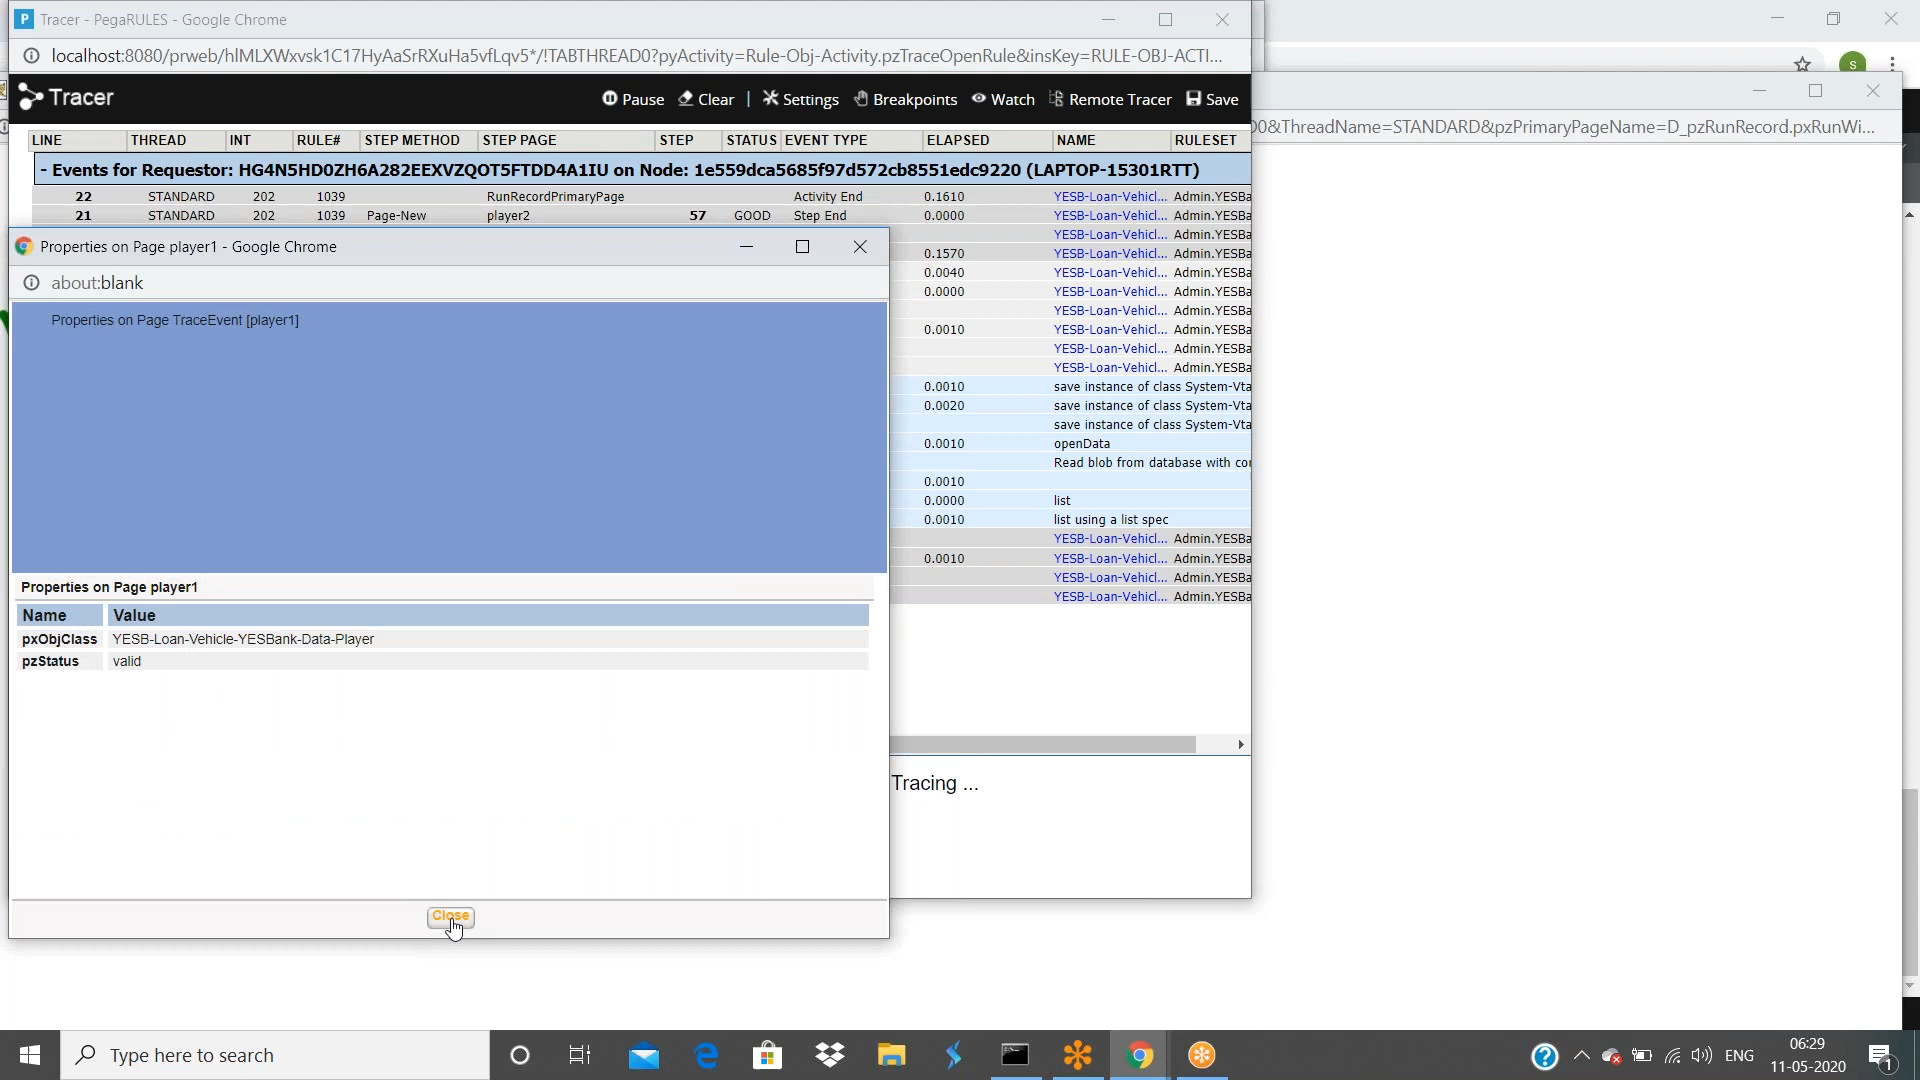 Tracer - PegaRULES - Google Chrome
localhost:8080/prweb/hlMLXWxvsk1C17HyAaSrRXuHa5vfLqv5*/!TABTHREAD0?pyActivity=Rule-Obj-Activity.pzTraceOpenRule&insKey=RULE-OBJ-ACTI...
Tracer
Pause Clear | Settings Breakpoints Watch Remote Tracer Save
D0&ThreadName=STANDARD&pzPrimaryPageName=D_pzRunRecord.pxRunWi...
LINE THREAD INT RULE# STEP METHOD STEP PAGE STEP STATUS EVENT TYPE ELAPSED NAME RULESET
- Events for Requestor: HG4N5HD0ZH6A282EEXVZQOT5FTDD4A1IU on Node: 1e559dca5685f97d572cb8551edc9220 (LAPTOP-15301RTT)
22 STANDARD 202 1039 RunRecordPrimaryPage Activity End 0.1610 YESB-Loan-Vehicl... Admin.YESBa
21 STANDARD 202 1039 Page-New player2 57 GOOD Step End 0.0000 YESB-Loan-Vehicl... Admin.YESBa
YESB-Loan-Vehicl... Admin.YESBa
0.1570 YESB-Loan-Vehicl... Admin.YESBa
0.0040 YESB-Loan-Vehicl... Admin.YESBa
0.0000 YESB-Loan-Vehicl... Admin.YESBa
YESB-Loan-Vehicl... Admin.YESBa
0.0010 YESB-Loan-Vehicl... Admin.YESBa
YESB-Loan-Vehicl... Admin.YESBa
YESB-Loan-Vehicl... Admin.YESBa
0.0010 save instance of class System-Vta
0.0020 save instance of class System-Vta
save instance of class System-Vta
0.0010 openData
Read blob from database with cor
0.0010
0.0000 list
0.0010 list using a list spec
YESB-Loan-Vehicl... Admin.YESBa
0.0010 YESB-Loan-Vehicl... Admin.YESBa
YESB-Loan-Vehicl... Admin.YESBa
YESB-Loan-Vehicl... Admin.YESBa
Tracing ...
Properties on Page player1 - Google Chrome
about:blank
Properties on Page TraceEvent [player1]
Properties on Page player1
Name Value
pxObjClass YESB-Loan-Vehicle-YESBank-Data-Player
pzStatus valid
Close
Type here to search
ENG
06:29
11-05-2020
1